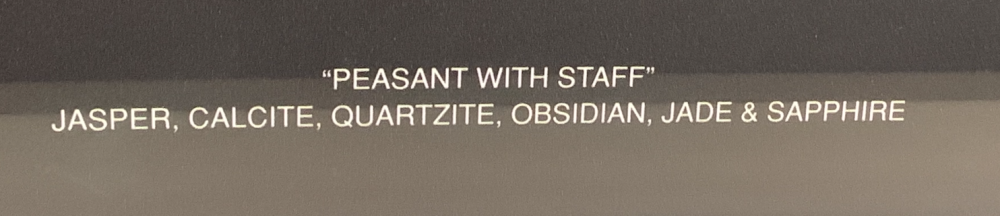 “PEASANT WITH STAFF”
JASPER, CALCITE, QUARTZITE, OBSIDIAN, JADE & SAPPHIRE